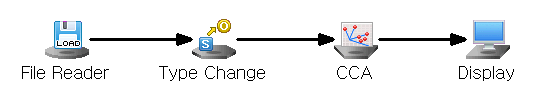 LOAD
S
O
File Reader
Type Change
CCA
Display